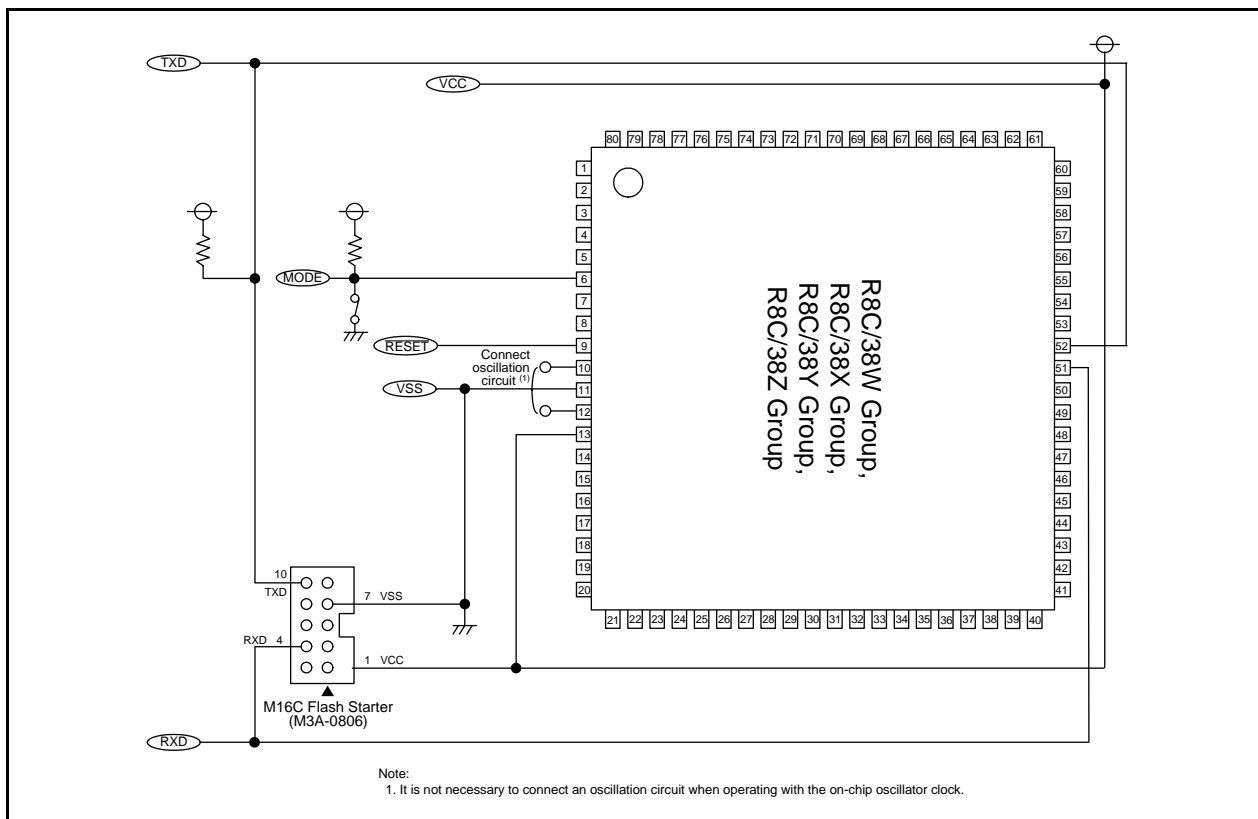 TXD
VCC
80 79 78 77 76 75 74 73 72 71 70 69 68 67 66 65 64 63 62 61
1
2
3
4
5
6
7
8
9
10
11
12
13
14
15
16
17
18
19
20
60
59
58
57
56
55
54
53
52
51
50
49
48
47
46
45
44
43
42
41
MODE
RESET
Connect
oscillation
circuit (1)
VSS
R8C/38W Group,
R8C/38X Group,
R8C/38Y Group,
R8C/38Z Group
21 22 23 24 25 26 27 28 29 30 31 32 33 34 35 36 37 38 39 40
10
TXD
7 VSS
RXD 4
1 VCC
M16C Flash Starter
(M3A-0806)
RXD
Note:
1. It is not necessary to connect an oscillation circuit when operating with the on-chip oscillator clock.